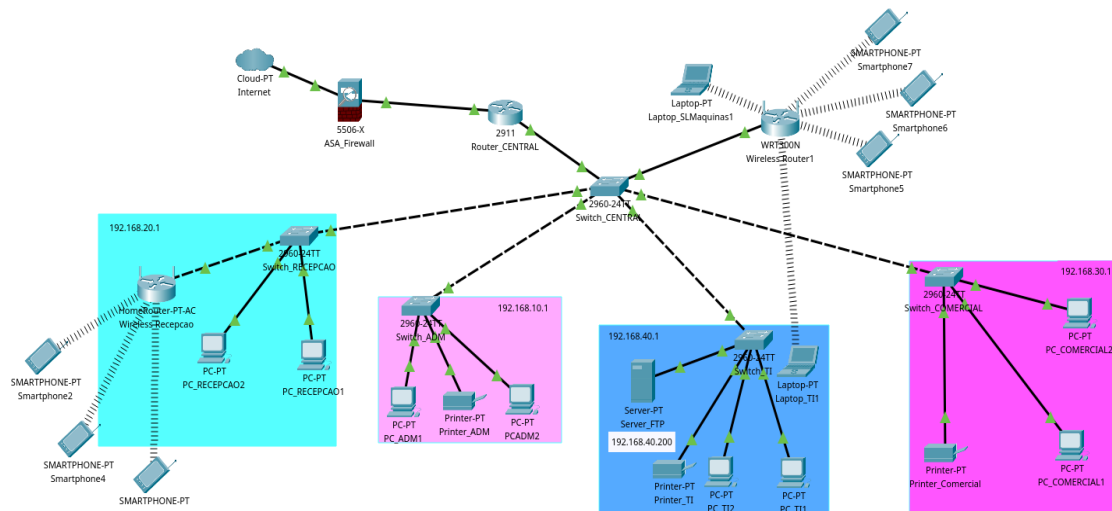 Cloud-PT
Internet
5506-X
ASA_Firewall
2911
Router_CENTRAL
Laptop-PT
Laptop_SLMaquinas1
WRT300N
Wireless Router1
SMARTPHONE-PT
Smartphone7
SMARTPHONE-PT
Smartphone6
SMARTPHONE-PT
Smartphone5
2960-24TT
Switch_CENTRAL
192.168.20.1
2960-24TT
Switch_RECEPCAO
HomeRouter-PT-AC
Wireless-Recepcao
PC-PT
PC_RECEPCAO2
PC-PT
PC_RECEPCAO1
SMARTPHONE-PT
Smartphone2
SMARTPHONE-PT
Smartphone4
SMARTPHONE-PT
192.168.10.1
2960-24TT
Switch_ADM
PC-PT
PC_ADM1
Printer-PT
Printer_ADM
PC-PT
PCADM2
192.168.40.1
2960-24TT
Switch_TI
Server-PT
Server_FTP
192.168.40.200
Laptop-PT
Laptop_TI1
Printer-PT
Printer_TI
PC-PT
PC_TI2
PC-PT
PC_TI1
192.168.30.1
2960-24TT
Switch_COMERCIAL
PC-PT
PC_COMERCIAL2
Printer-PT
Printer_Comercial
PC-PT
PC_COMERCIAL1